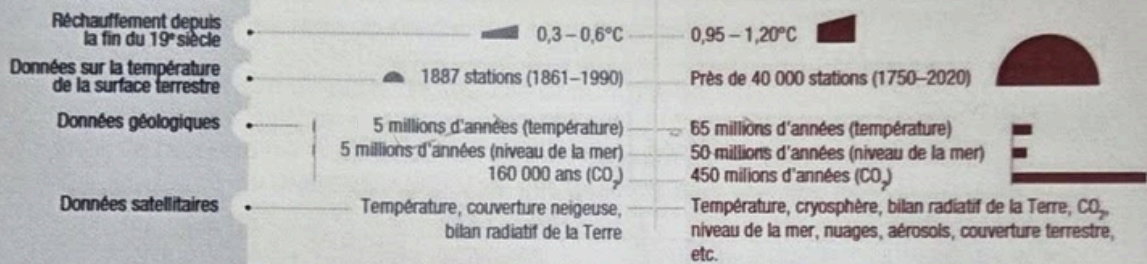 Réchauffement depuis
la fin du 19e siècle
0,3 – 0,6°C
0,95 – 1,20°C
Données sur la température
de la surface terrestre
1887 stations (1861–1990)
Près de 40 000 stations (1750–2020)
Données géologiques
5 millions d'années (température)
65 millions d'années (température)
5 millions d'années (niveau de la mer)
50 millions d'années (niveau de la mer)
160 000 ans (CO₂)
450 milions d'années (CO₂)
Données satellitaires
Température, couverture neigeuse,
bilan radiatif de la Terre
Température, cryosphère, bilan radiatif de la Terre, CO₂,
niveau de la mer, nuages, aérosols, couverture terrestre,
etc.